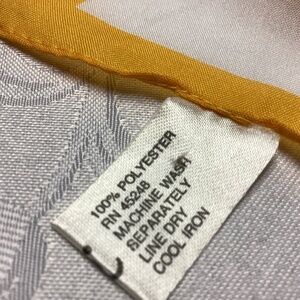 100% POLYESTER
RN 45248
MACHINE WASH
SEPARATELY
LINE DRY
COOL IRON